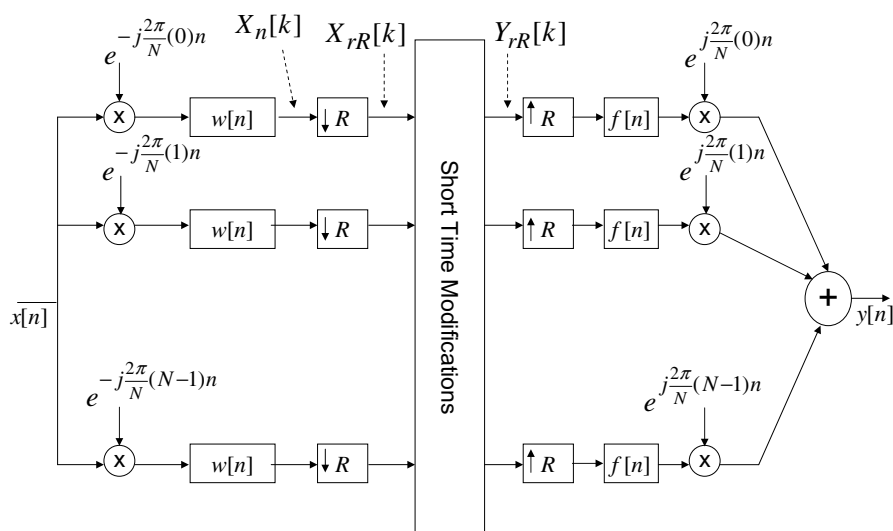 e^{-j\frac{2\pi}{N}(0)n} X_n[k] X_{rR}[k] Y_{rR}[k] e^{j\frac{2\pi}{N}(0)n}
x w[n] ↓ R ↑ R f[n] x
e^{-j\frac{2\pi}{N}(1)n} e^{j\frac{2\pi}{N}(1)n}
x w[n] ↓ R ↑ R f[n] x
Short Time Modifications
x[n] + y[n]
e^{-j\frac{2\pi}{N}(N-1)n} e^{j\frac{2\pi}{N}(N-1)n}
x w[n] ↓ R ↑ R f[n] x